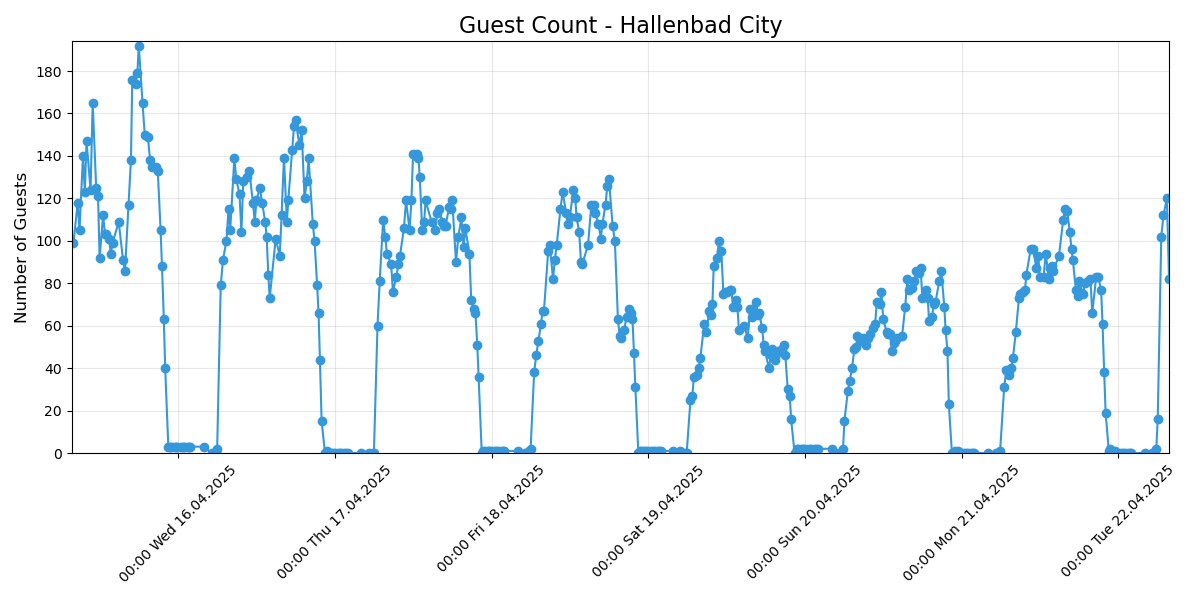 Guest Count - Hallenbad City
Number of Guests
180
160
140
120
100
80
60
40
20
0
00:00 Wed 16.04.2025
00:00 Thu 17.04.2025
00:00 Fri 18.04.2025
00:00 Sat 19.04.2025
00:00 Sun 20.04.2025
00:00 Mon 21.04.2025
00:00 Tue 22.04.2025